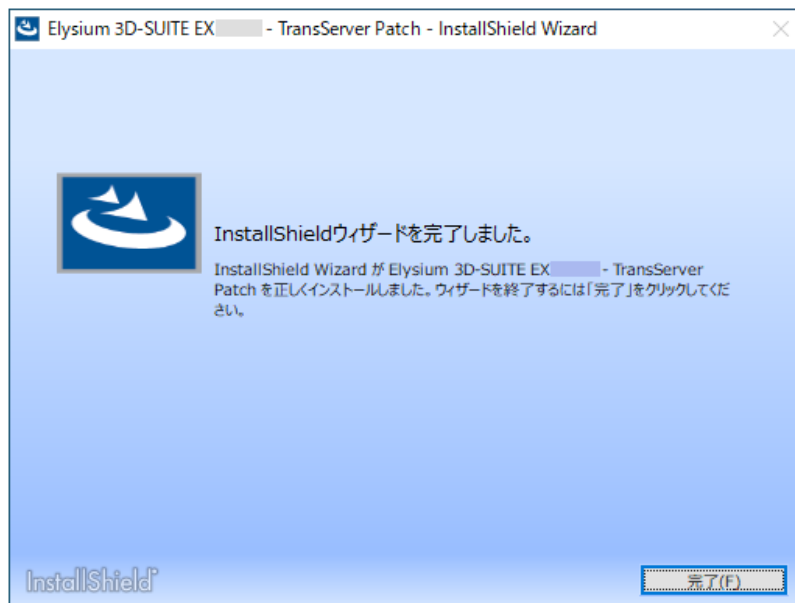 Elysium 3D-SUITE EX - TransServer Patch - InstallShield Wizard
InstallShieldウィザードを完了しました。
InstallShield Wizard が Elysium 3D-SUITE EX - TransServer
Patch を正しくインストールしました。ウィザードを終了するには「完了」をクリックしてくだ
さい。
InstallShield
完了(F)